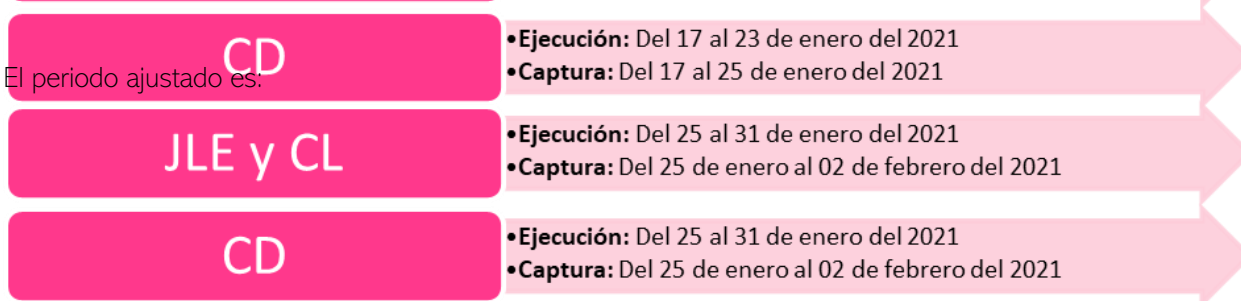 CD
•Ejecución: Del 17 al 23 de enero del 2021
•Captura: Del 17 al 25 de enero del 2021
El periodo ajustado es:
JLE y CL
•Ejecución: Del 25 al 31 de enero del 2021
•Captura: Del 25 de enero al 02 de febrero del 2021
CD
•Ejecución: Del 25 al 31 de enero del 2021
•Captura: Del 25 de enero al 02 de febrero del 2021